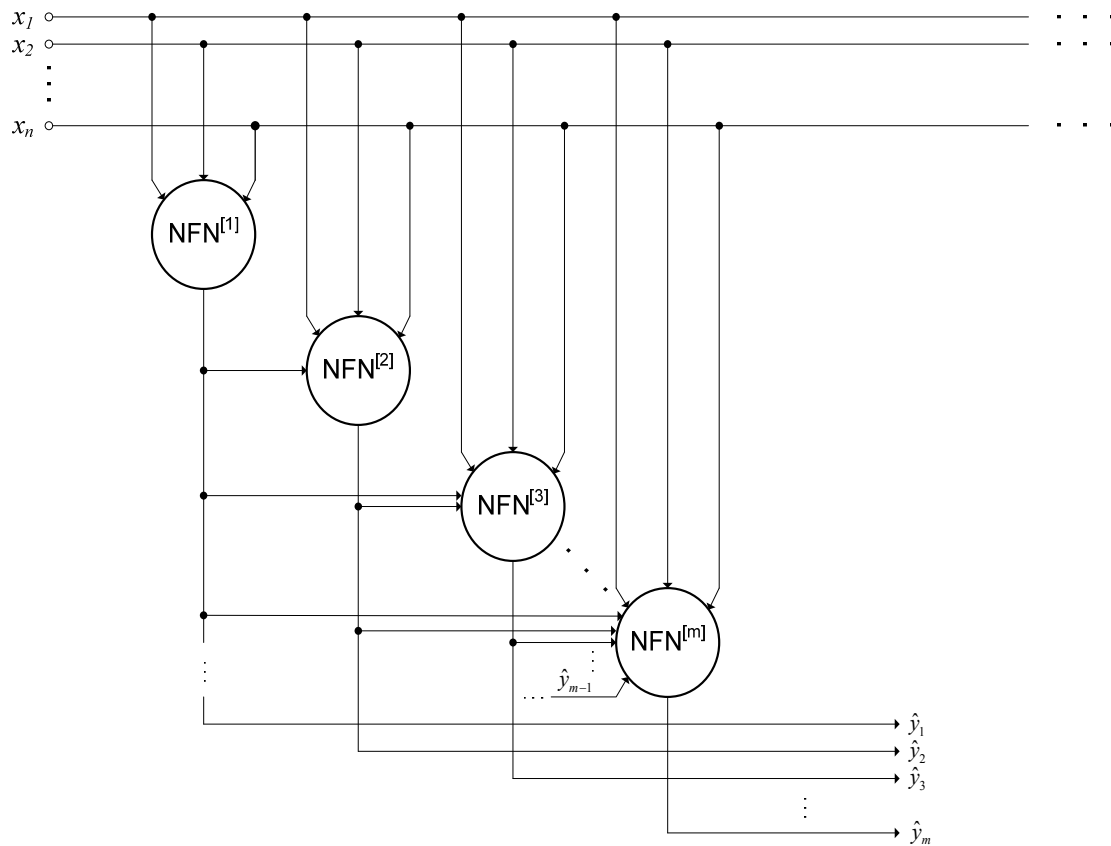 x₁
x₂
xₙ
NFN[1]
NFN[2]
NFN[3]
NFN[m]
ŷₘ₋₁
ŷ₁
ŷ₂
ŷ₃
ŷₘ